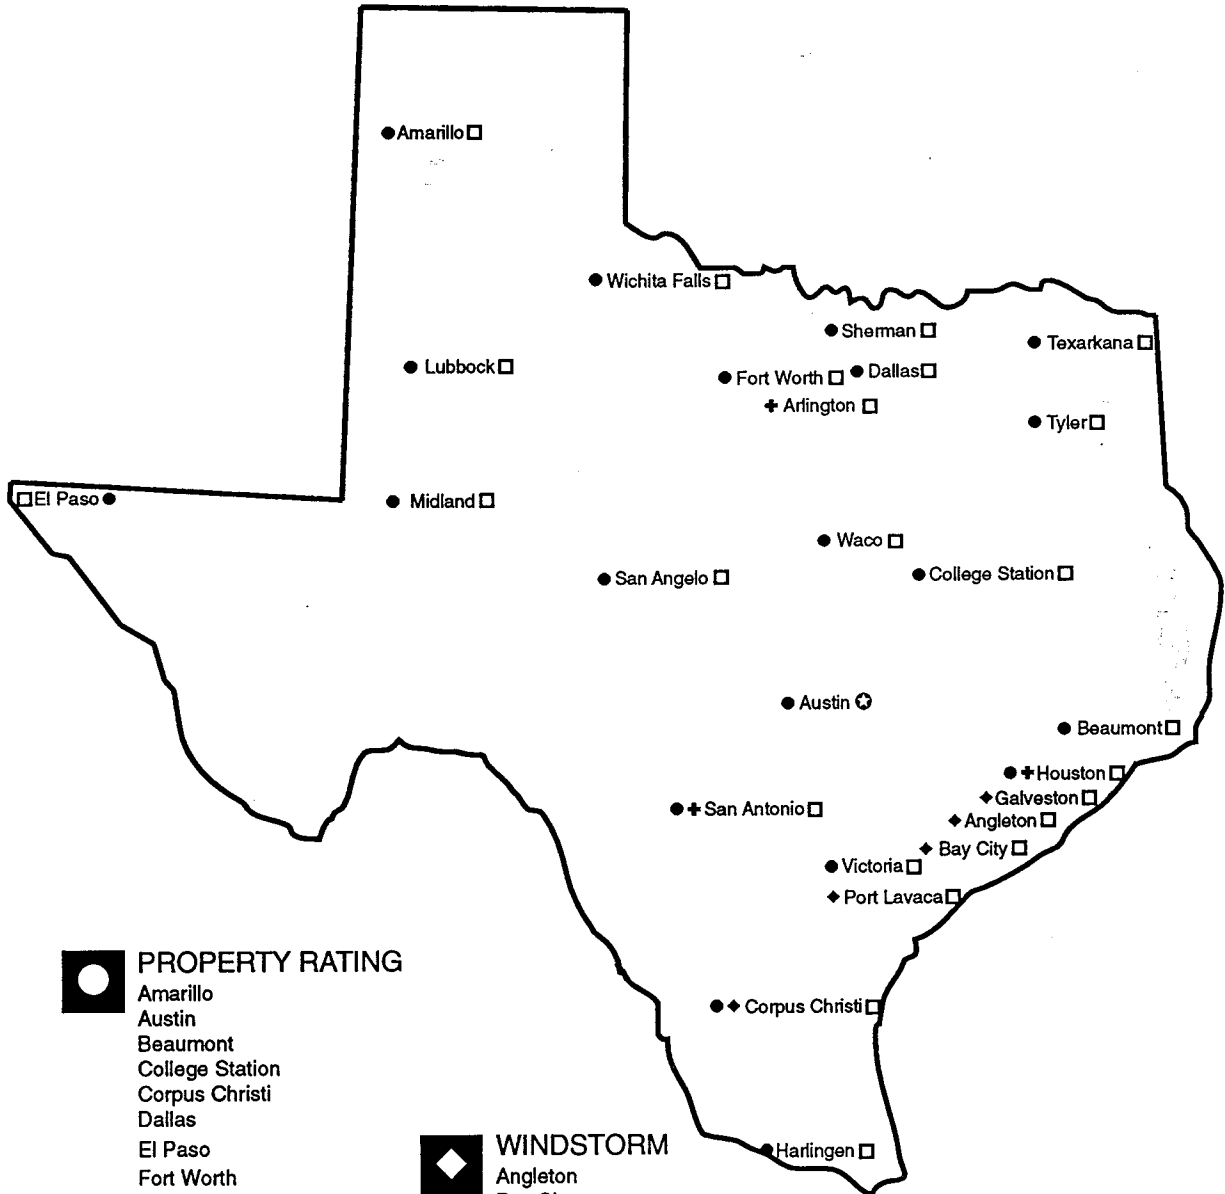 Amarillo
Wichita Falls
Sherman
Texarkana
Lubbock
Fort Worth
Dallas
Arlington
Tyler
El Paso
Midland
Waco
San Angelo
College Station
Austin
Beaumont
Houston
Galveston
San Antonio
Angleton
Bay City
Victoria
Port Lavaca
Corpus Christi
Harlingen
PROPERTY RATING
Amarillo
Austin
Beaumont
College Station
Corpus Christi
Dallas
El Paso
Fort Worth
WINDSTORM
Angleton